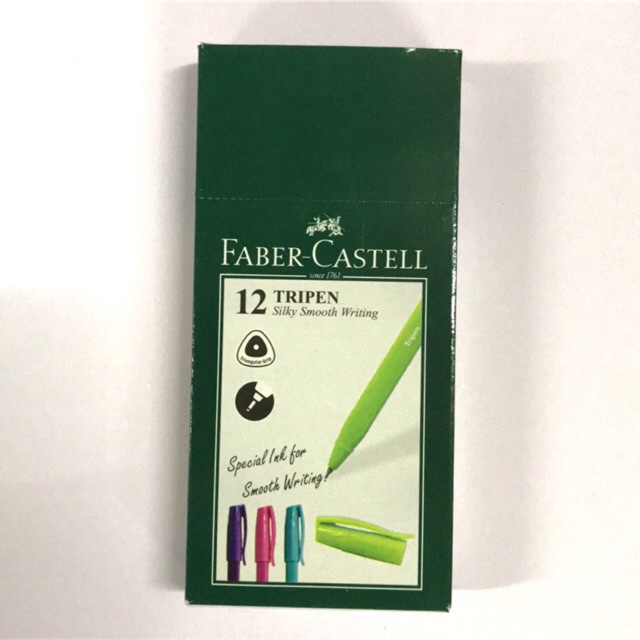 FABER-CASTELL
since 1761
12 TRIPEN
Silky Smooth Writing
Tripen
Triangular Grip
Special Ink for
Smooth Writing!